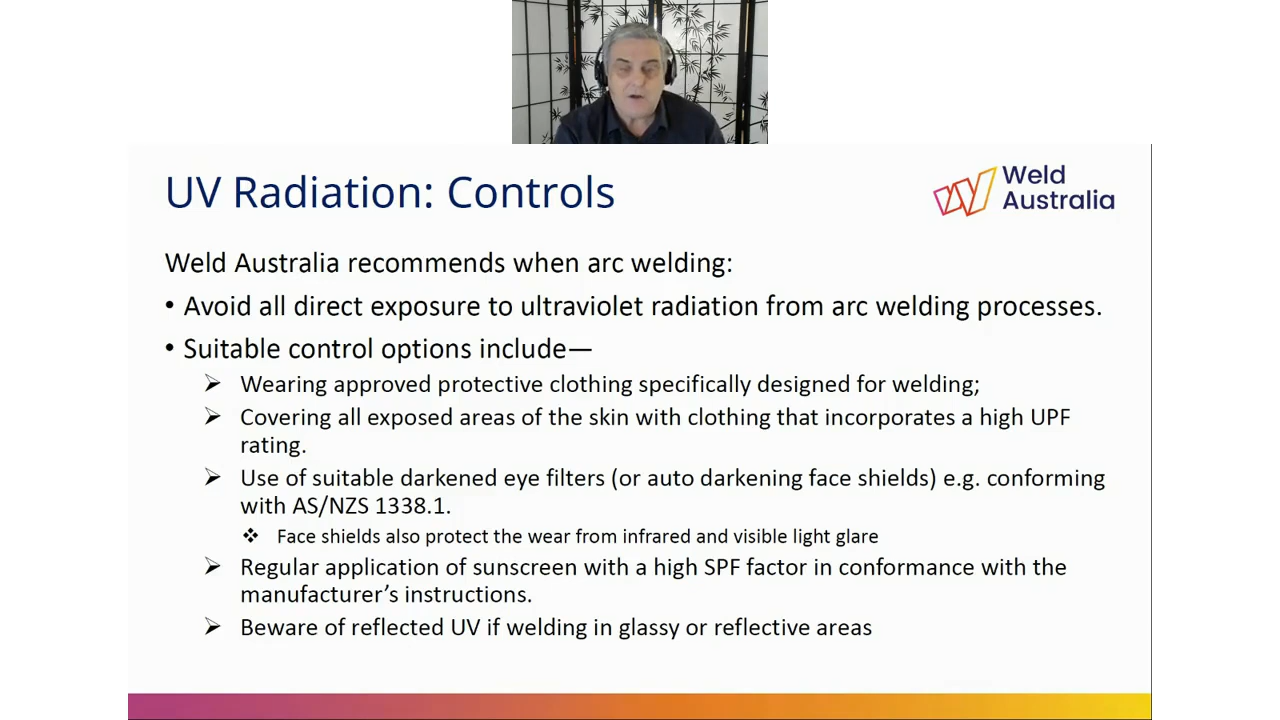 UV Radiation: Controls
Weld
Australia
Weld Australia recommends when arc welding:
• Avoid all direct exposure to ultraviolet radiation from arc welding processes.
• Suitable control options include—
➢ Wearing approved protective clothing specifically designed for welding;
➢ Covering all exposed areas of the skin with clothing that incorporates a high UPF
rating.
➢ Use of suitable darkened eye filters (or auto darkening face shields) e.g. conforming
with AS/NZS 1338.1.
❖ Face shields also protect the wear from infrared and visible light glare
➢ Regular application of sunscreen with a high SPF factor in conformance with the
manufacturer’s instructions.
➢ Beware of reflected UV if welding in glassy or reflective areas